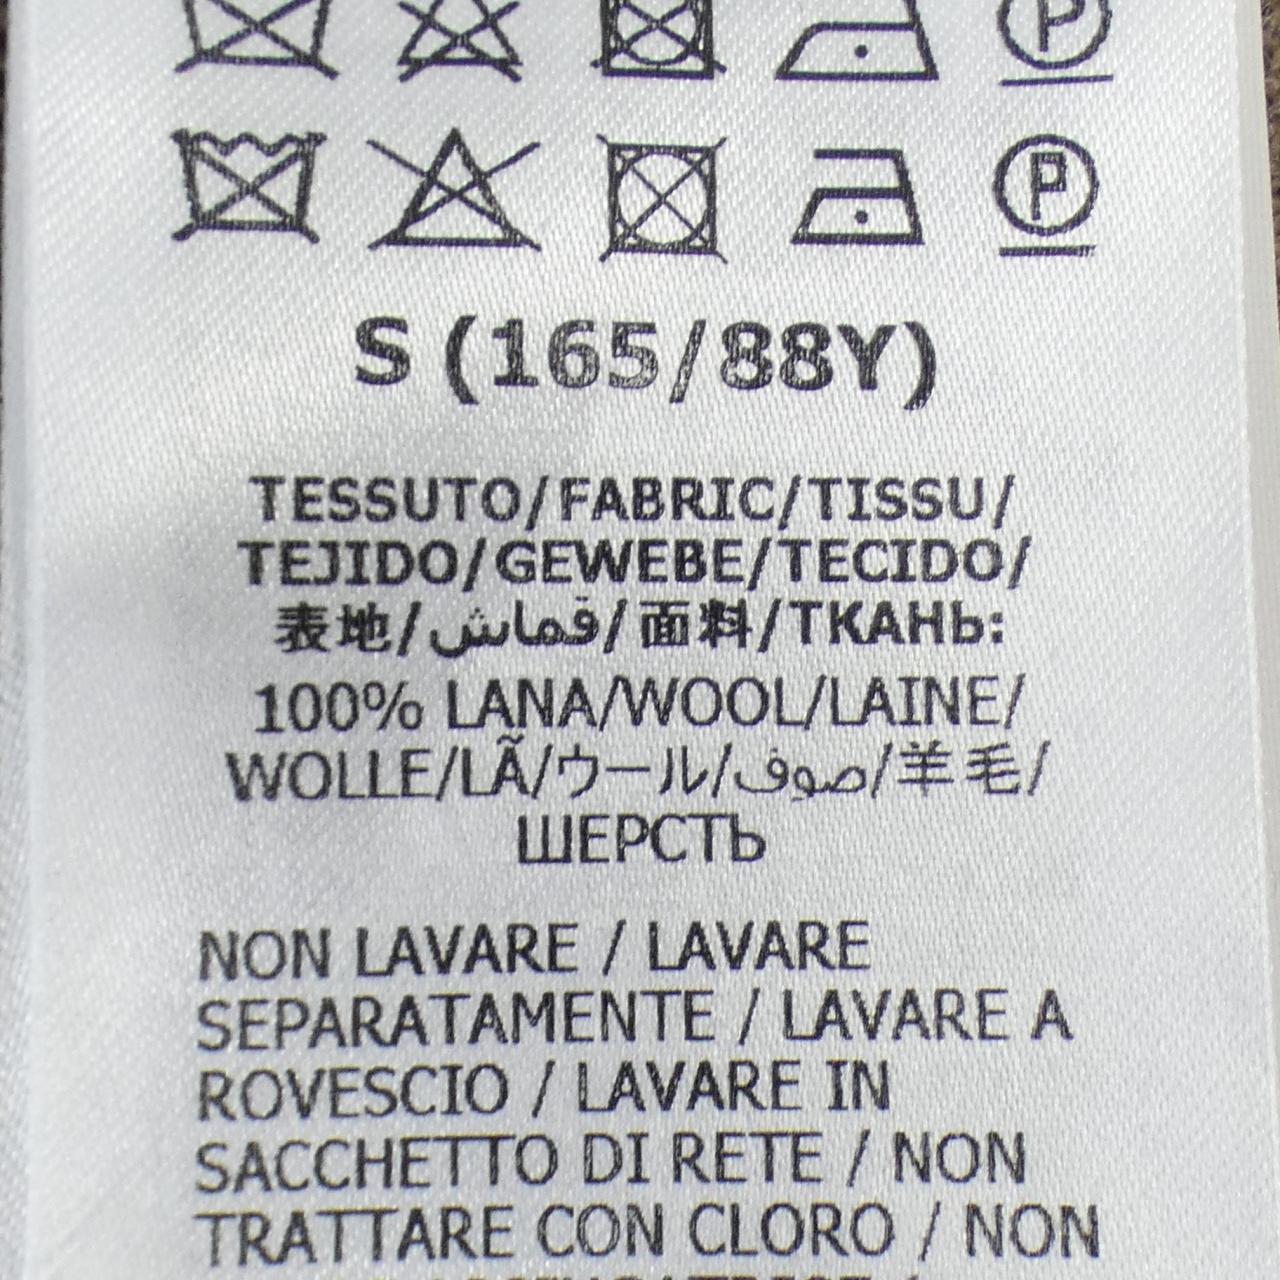 S (165/88Y)
TESSUTO/FABRIC/TISSU/
TEJIDO/GEWEBE/TECIDO/
表地/قماش/面料/ТКАНЬ:
100% LANA/WOOL/LAINE/
WOLLE/LÃ/ウール/صوف/羊毛/
ШЕРСТЬ
NON LAVARE / LAVARE
SEPARATAMENTE / LAVARE A
ROVESCIO / LAVARE IN
SACCHETTO DI RETE / NON
TRATTARE CON CLORO / NON